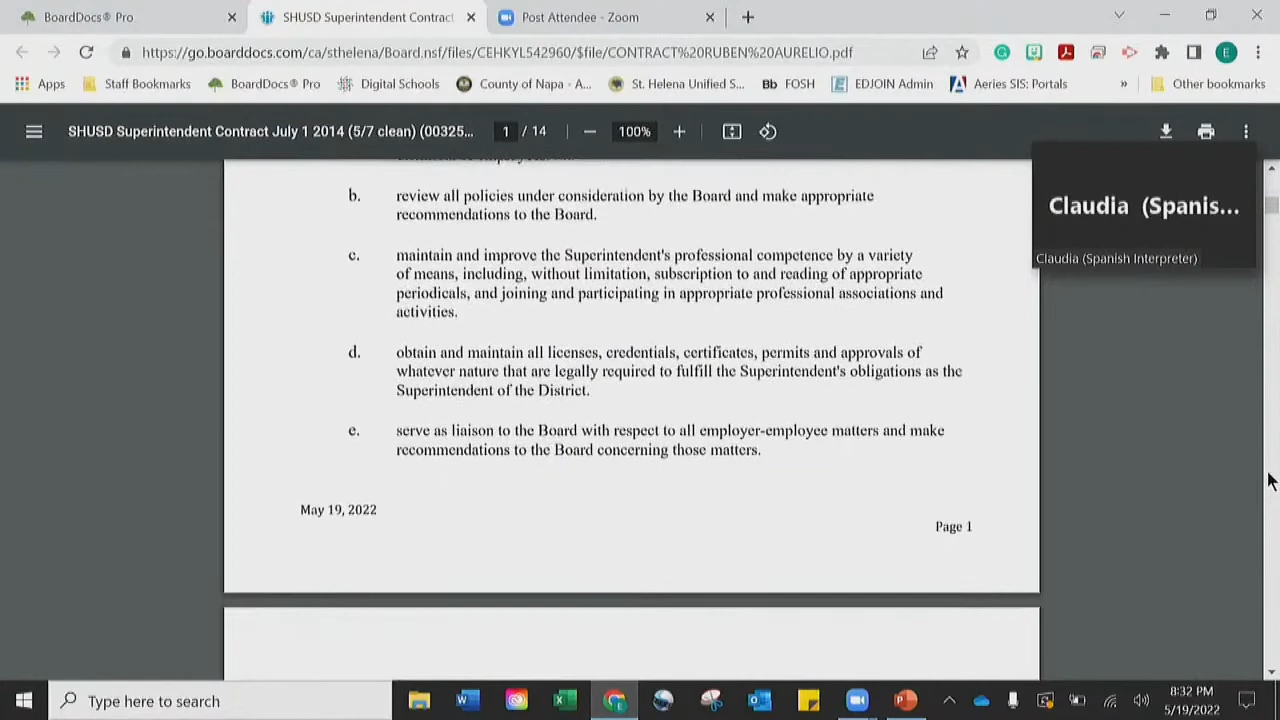 BoardDocs® Pro
SHUSD Superintendent Contract
Post Attendee - Zoom
https://go.boarddocs.com/ca/sthelena/Board.nsf/files/CEHKYL542960/$file/CONTRACT%20RUBEN%20AURELIO.pdf
E
Apps
Staff Bookmarks
BoardDocs® Pro
Digital Schools
County of Napa - A...
St. Helena Unified S...
Bb FOSH
EDJOIN Admin
Aeries SIS: Portals
»
Other bookmarks
SHUSD Superintendent Contract July 1 2014 (5/7 clean) (00325...
1 / 14
100%
Claudia (Spanis...
Claudia (Spanish Interpreter)
b. review all policies under consideration by the Board and make appropriate
recommendations to the Board.
c. maintain and improve the Superintendent's professional competence by a variety
of means, including, without limitation, subscription to and reading of appropriate
periodicals, and joining and participating in appropriate professional associations and
activities.
d. obtain and maintain all licenses, credentials, certificates, permits and approvals of
whatever nature that are legally required to fulfill the Superintendent's obligations as the
Superintendent of the District.
e. serve as liaison to the Board with respect to all employer-employee matters and make
recommendations to the Board concerning those matters.
May 19, 2022
Page 1
Type here to search
8:32 PM
5/19/2022